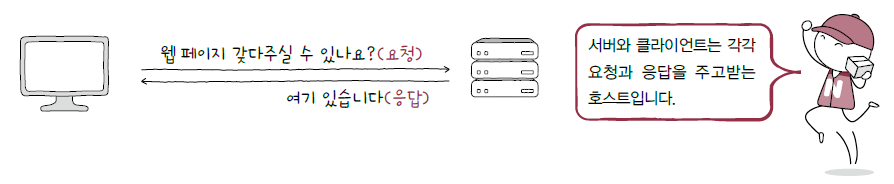 웹 페이지 갖다주실 수 있나요?(요청)
여기 있습니다(응답)
서버와 클라이언트는 각각
요청과 응답을 주고받는
호스트입니다.
N